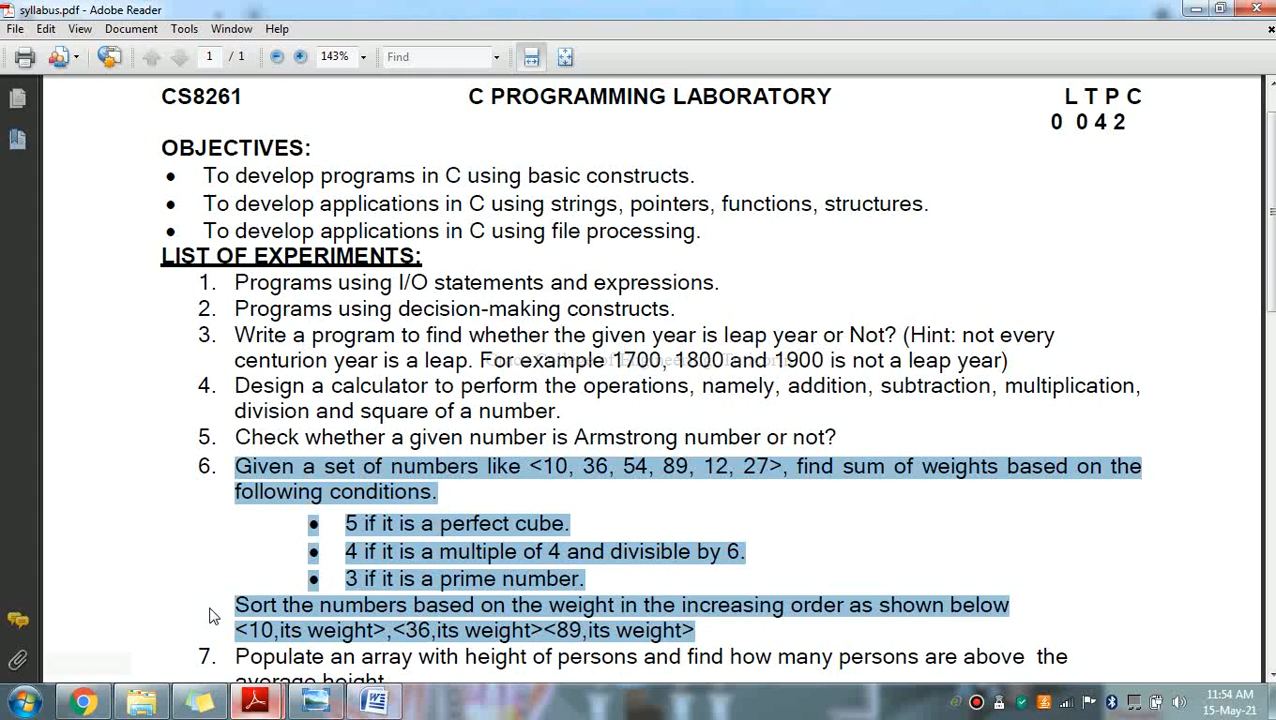 syllabus.pdf - Adobe Reader
File Edit View Document Tools Window Help
1 / 1 143% Find
CS8261 C PROGRAMMING LABORATORY L T P C
0 0 4 2
OBJECTIVES:
• To develop programs in C using basic constructs.
• To develop applications in C using strings, pointers, functions, structures.
• To develop applications in C using file processing.
LIST OF EXPERIMENTS:
1. Programs using I/O statements and expressions.
2. Programs using decision-making constructs.
3. Write a program to find whether the given year is leap year or Not? (Hint: not every
centurion year is a leap. For example 1700, 1800 and 1900 is not a leap year)
4. Design a calculator to perform the operations, namely, addition, subtraction, multiplication,
division and square of a number.
5. Check whether a given number is Armstrong number or not?
6. Given a set of numbers like <10, 36, 54, 89, 12, 27>, find sum of weights based on the
following conditions.
• 5 if it is a perfect cube.
• 4 if it is a multiple of 4 and divisible by 6.
• 3 if it is a prime number.
Sort the numbers based on the weight in the increasing order as shown below
<10,its weight>,<36,its weight><89,its weight>
7. Populate an array with height of persons and find how many persons are above the
average height.
11:54 AM
15-May-21